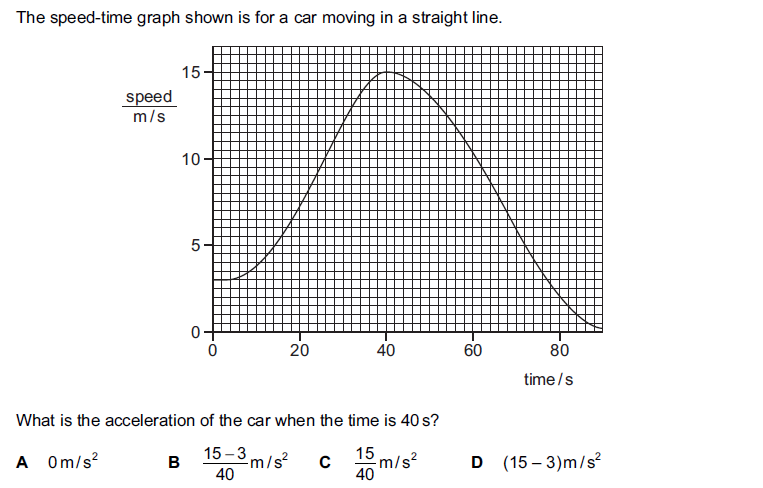 The speed-time graph shown is for a car moving in a straight line.
15
speed
m/s
10
5
0
0 20 40 60 80
time/s
What is the acceleration of the car when the time is 40 s?
A 0 m/s² B (15 – 3)/40 m/s² C 15/40 m/s² D (15 – 3) m/s²